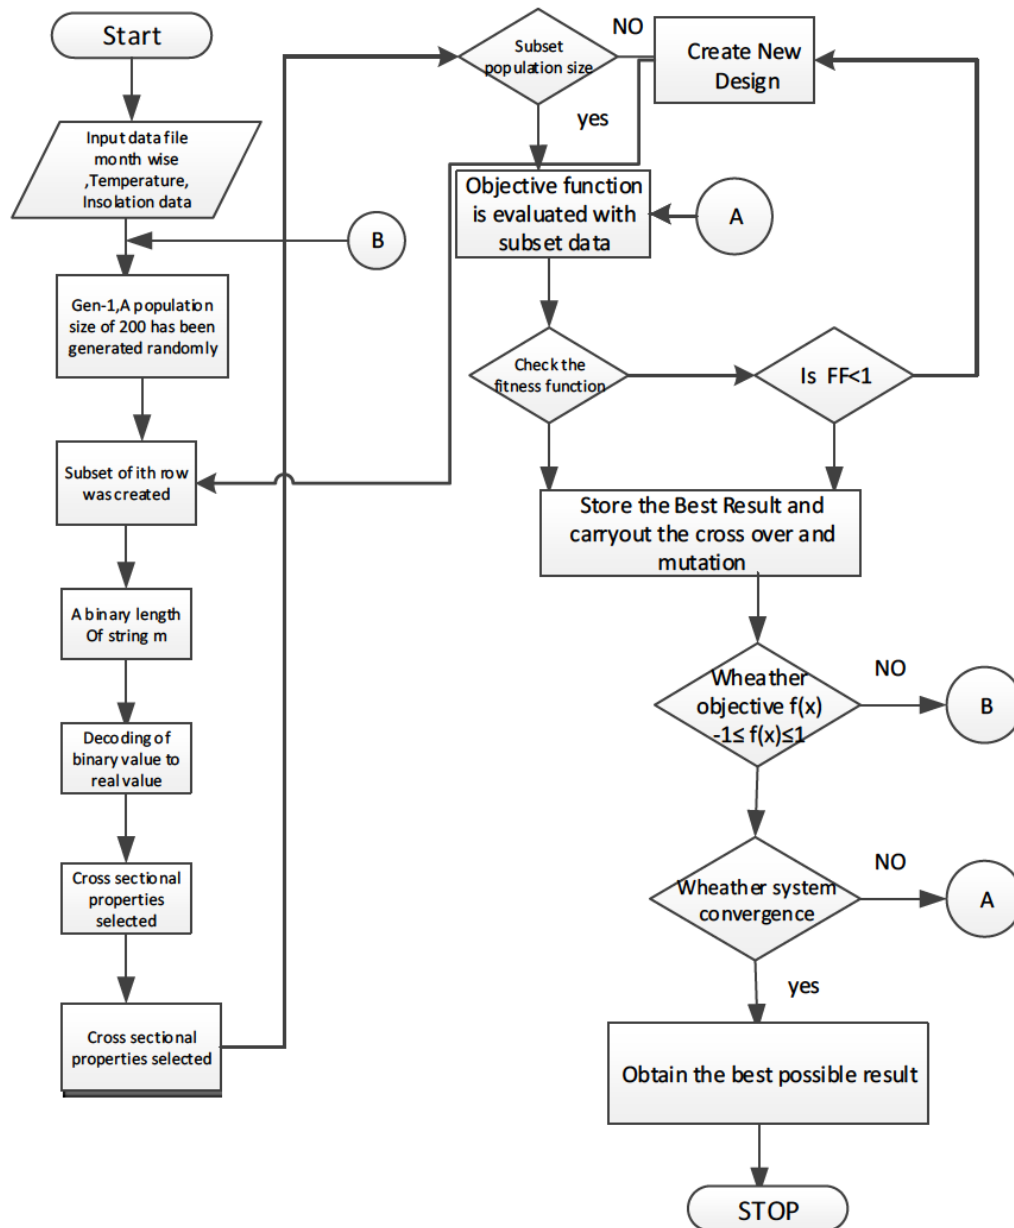 Start
Input data file
month wise
,Temperature,
Insolation data
B
Gen-1,A population
size of 200 has been
generated randomly
Subset of ith row
was created
A binary length
Of string m
Decoding of
binary value to
real value
Cross sectional
properties
selected
Cross sectional
properties selected
Subset
population size
NO
yes
Create New
Design
Objective function
is evaluated with
subset data
A
Check the
fitness function
Is FF<1
Store the Best Result and
carryout the cross over and
mutation
Wheather
objective f(x)
-1≤ f(x)≤1
NO
B
Wheather system
convergence
NO
A
yes
Obtain the best possible result
STOP